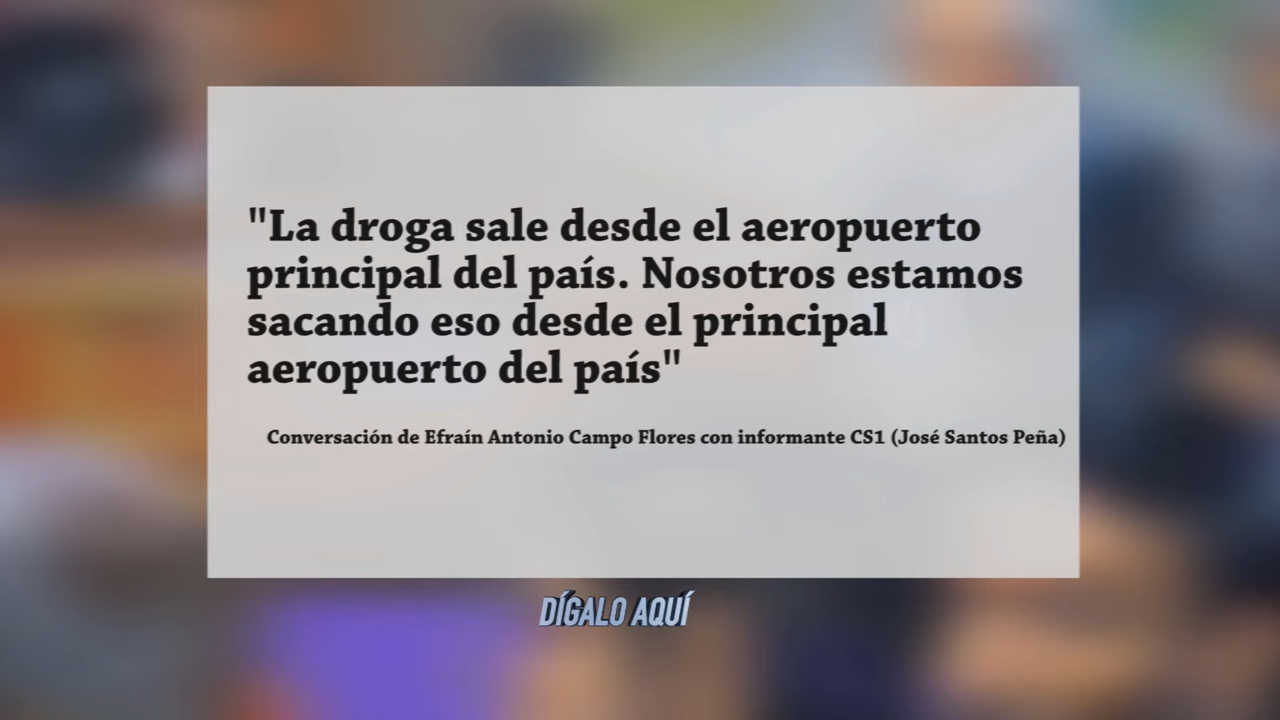 "La droga sale desde el aeropuerto
principal del país. Nosotros estamos
sacando eso desde el principal
aeropuerto del país"
Conversación de Efraín Antonio Campo Flores con informante CS1 (José Santos Peña)
DÍGALO AQUÍ